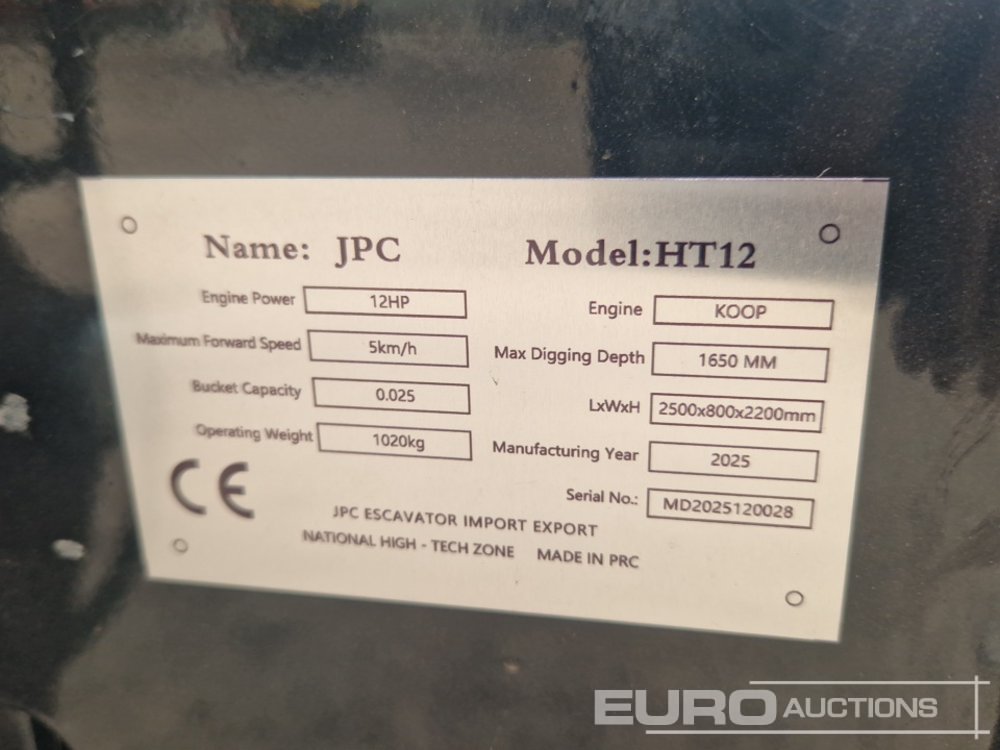 Name: JPC Model:HT12
Engine Power 12HP Engine KOOP
Maximum Forward Speed 5km/h Max Digging Depth 1650 MM
Bucket Capacity 0.025 LxWxH 2500x800x2200mm
Operating Weight 1020kg Manufacturing Year 2025
CE Serial No.: MD2025120028
JPC ESCAVATOR IMPORT EXPORT
NATIONAL HIGH - TECH ZONE MADE IN PRC
EURO AUCTIONS